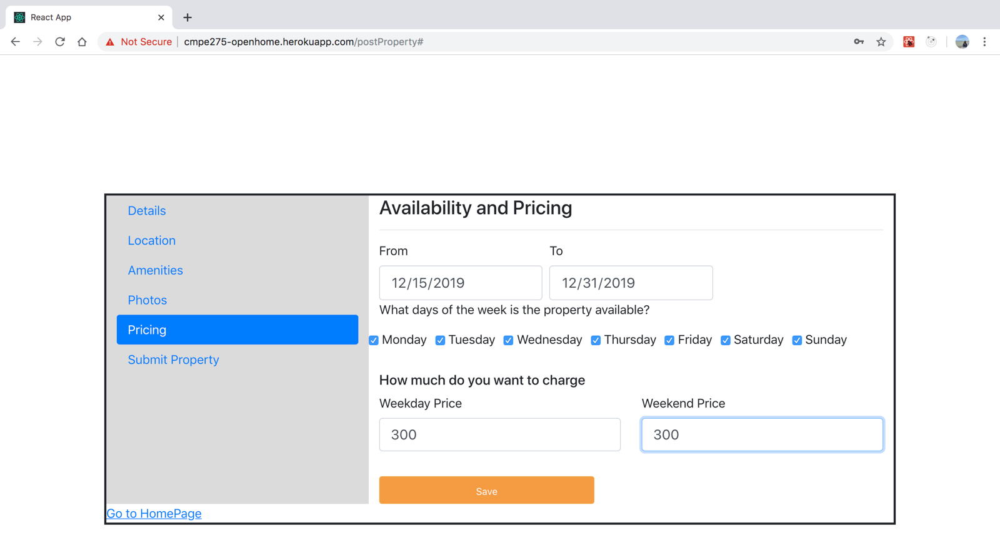 React App
Not Secure cmpe275-openhome.herokuapp.com/postProperty#
Details
Location
Amenities
Photos
Pricing
Submit Property
Availability and Pricing
From To
12/15/2019 12/31/2019
What days of the week is the property available?
Monday Tuesday Wednesday Thursday Friday Saturday Sunday
How much do you want to charge
Weekday Price Weekend Price
300 300
Save
Go to HomePage